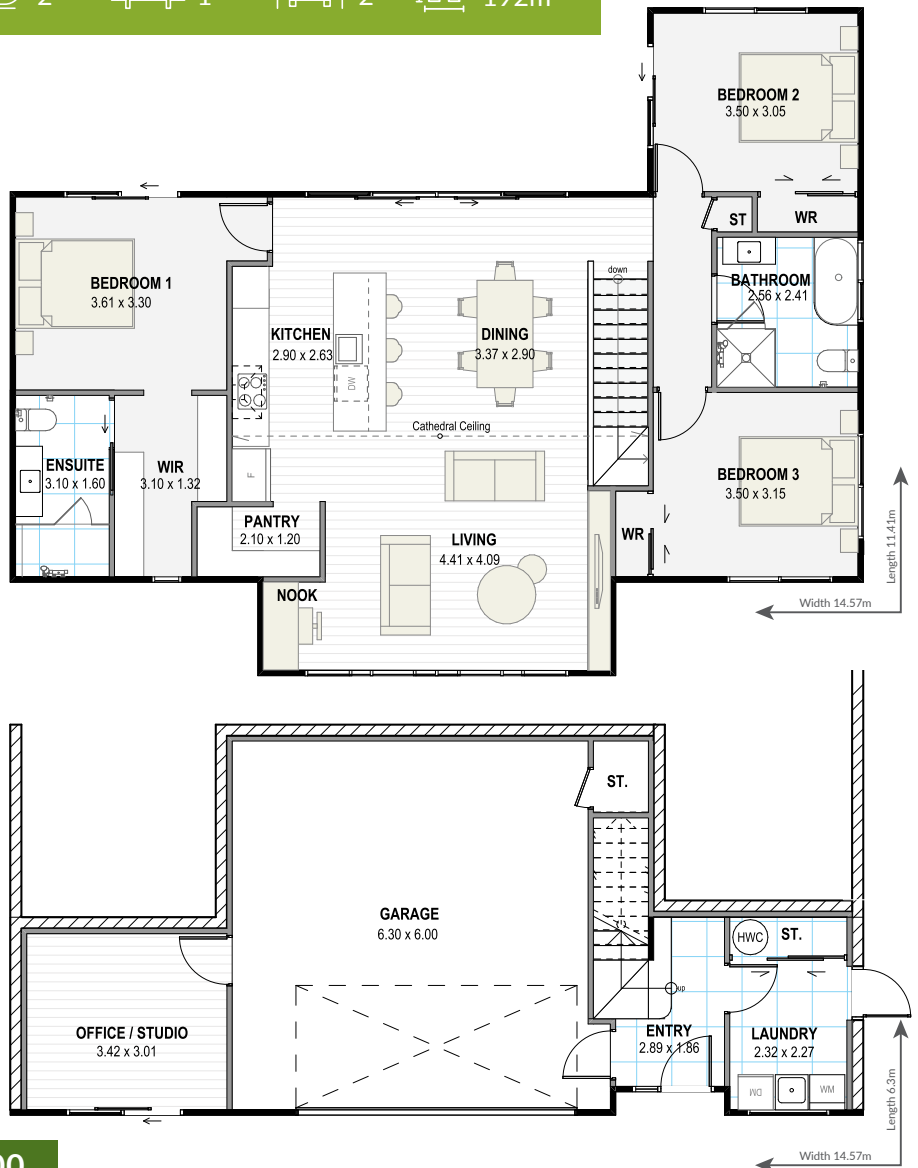 2 1 2 192m²
BEDROOM 2
3.50 x 3.05
ST
WR
BEDROOM 1
3.61 x 3.30
BATHROOM
2.56 x 2.41
down
KITCHEN
2.90 x 2.63
DINING
3.37 x 2.90
DW
Cathedral Ceiling
ENSUITE
3.10 x 1.60
WIR
3.10 x 1.32
F
BEDROOM 3
3.50 x 3.15
PANTRY
2.10 x 1.20
LIVING
4.41 x 4.09
WR
NOOK
Length 11.41m
Width 14.57m
ST.
GARAGE
6.30 x 6.00
HWC
ST.
up
OFFICE / STUDIO
3.42 x 3.01
ENTRY
2.89 x 1.86
LAUNDRY
2.32 x 2.27
DM
WM
Length 6.3m
Width 14.57m